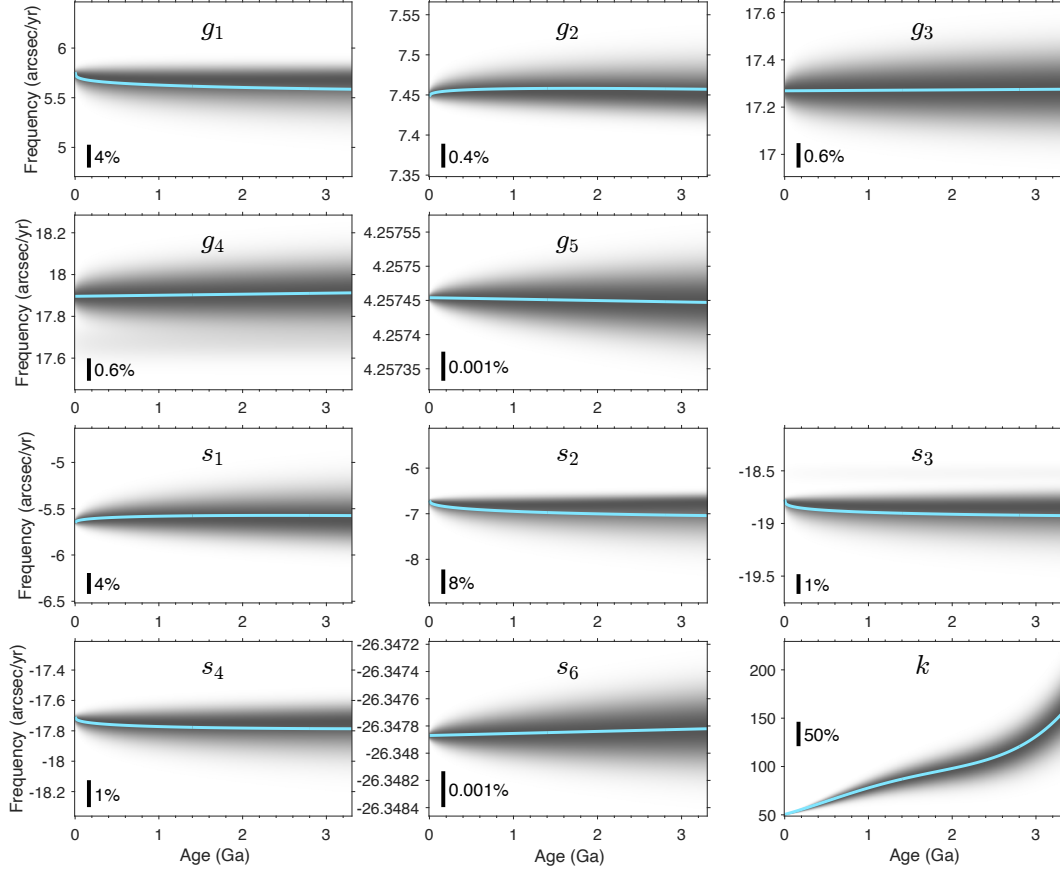 g1
g2
g3
Frequency (arcsec/yr)
6
5.5
5
4%
0 1 2 3
7.55
7.5
7.45
7.4
7.35
0.4%
0 1 2 3
17.6
17.4
17.2
17
0.6%
0 1 2 3
g4
g5
Frequency (arcsec/yr)
18.2
18
17.8
17.6
0.6%
0 1 2 3
4.25755
4.2575
4.25745
4.2574
4.25735
0.001%
0 1 2 3
s1
s2
s3
Frequency (arcsec/yr)
-5
-5.5
-6
-6.5
4%
0 1 2 3
-6
-7
-8
8%
0 1 2 3
-18.5
-19
-19.5
1%
0 1 2 3
s4
s6
k
Frequency (arcsec/yr)
-17.4
-17.6
-17.8
-18
-18.2
1%
0 1 2 3
Age (Ga)
-26.3472
-26.3474
-26.3476
-26.3478
-26.348
-26.3482
-26.3484
0.001%
0 1 2 3
Age (Ga)
200
150
100
50
50%
0 1 2 3
Age (Ga)